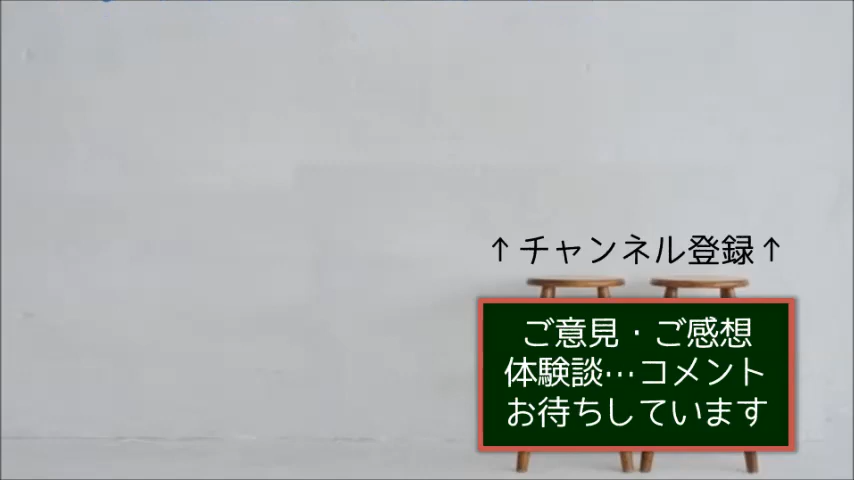 ↑チャンネル登録↑
ご意見・ご感想
体験談…コメント
お待ちしています